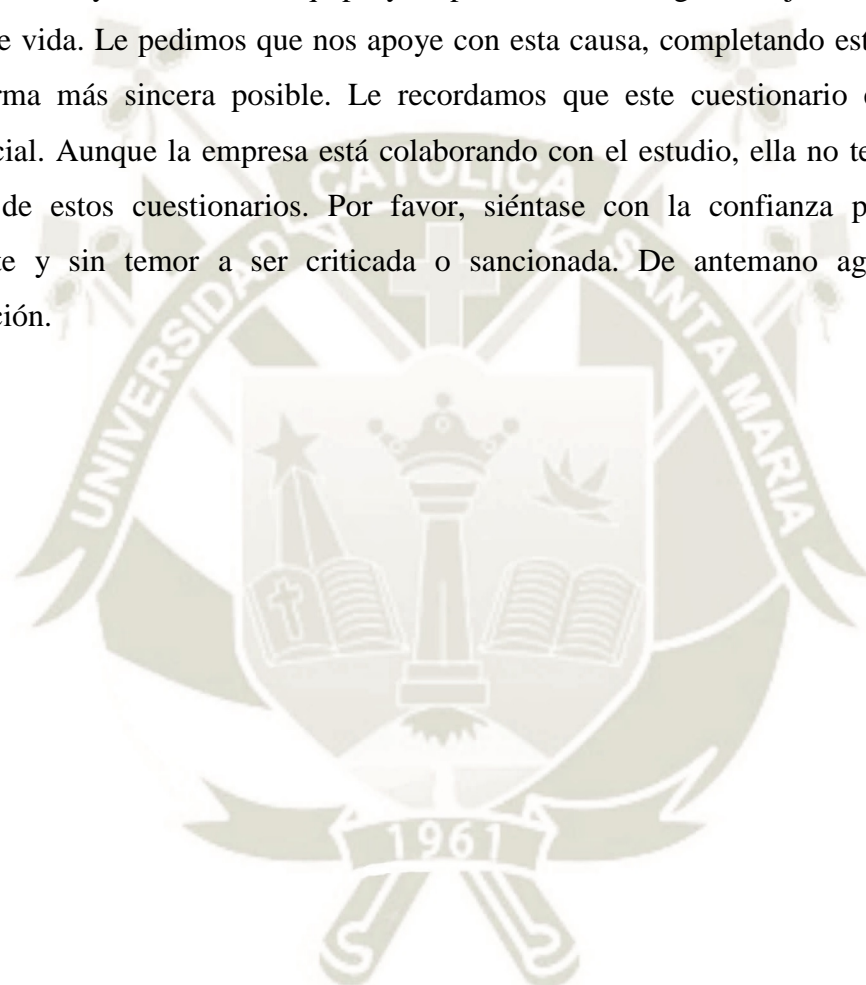 e vida. Le pedimos que nos apoye con esta causa, completando est
rma más sincera posible. Le recordamos que este cuestionario
cial. Aunque la empresa está colaborando con el estudio, ella no te
de estos cuestionarios. Por favor, siéntase con la confianza p
te y sin temor a ser criticada o sancionada. De antemano ag
ción.
UNIVERSIDAD CATOLICA SANTA MARIA
1961